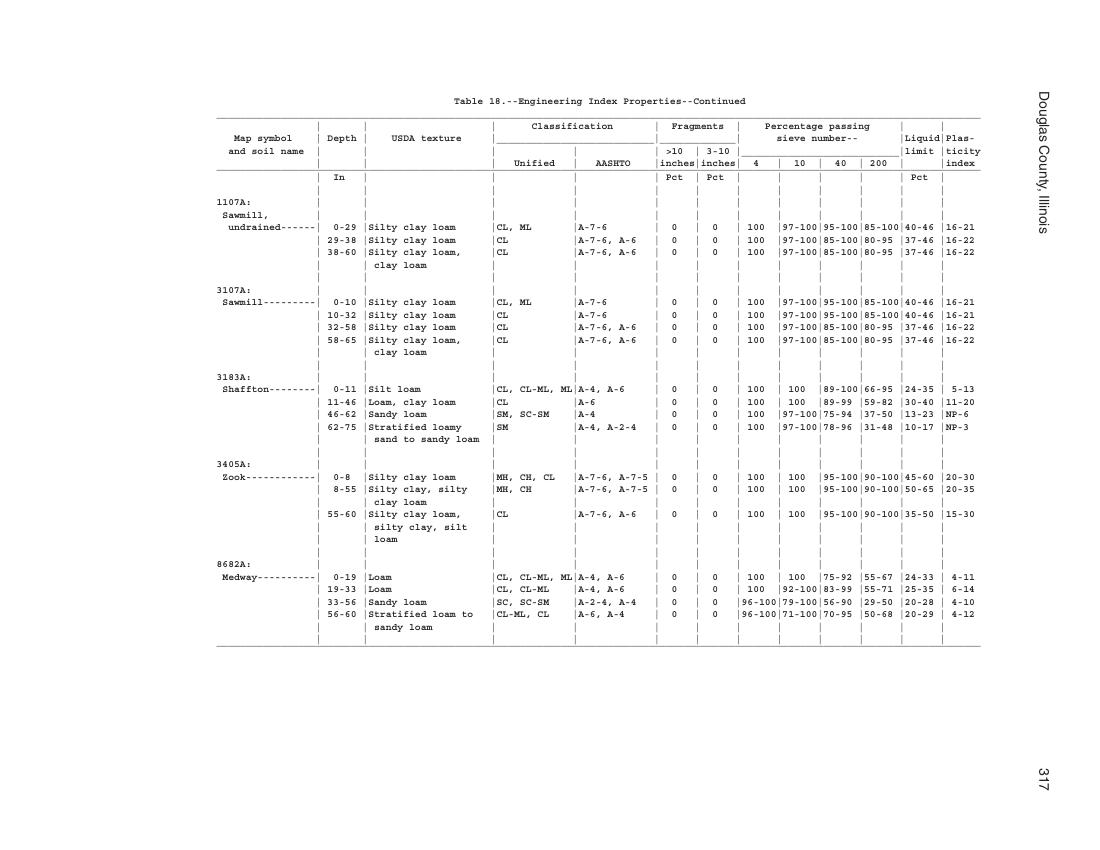 Table 18.--Engineering Index Properties--Continued
Classification | Fragments | Percentage passing
Map symbol | Depth | USDA texture | sieve number-- | Liquid | Plas-
and soil name | >10 | 3-10 | limit | ticity
Unified | AASHTO | inches | inches | 4 | 10 | 40 | 200 | index
In | Pct | Pct | Pct
1107A:
Sawmill,
undrained------ | 0-29 | Silty clay loam | CL, ML | A-7-6 | 0 | 0 | 100 | 97-100 | 95-100 | 85-100 | 40-46 | 16-21
29-38 | Silty clay loam | CL | A-7-6, A-6 | 0 | 0 | 100 | 97-100 | 85-100 | 80-95 | 37-46 | 16-22
38-60 | Silty clay loam, | CL | A-7-6, A-6 | 0 | 0 | 100 | 97-100 | 85-100 | 80-95 | 37-46 | 16-22
clay loam
3107A:
Sawmill--------- | 0-10 | Silty clay loam | CL, ML | A-7-6 | 0 | 0 | 100 | 97-100 | 95-100 | 85-100 | 40-46 | 16-21
10-32 | Silty clay loam | CL | A-7-6 | 0 | 0 | 100 | 97-100 | 95-100 | 85-100 | 40-46 | 16-21
32-58 | Silty clay loam | CL | A-7-6, A-6 | 0 | 0 | 100 | 97-100 | 85-100 | 80-95 | 37-46 | 16-22
58-65 | Silty clay loam, | CL | A-7-6, A-6 | 0 | 0 | 100 | 97-100 | 85-100 | 80-95 | 37-46 | 16-22
clay loam
3183A:
Shaffton-------- | 0-11 | Silt loam | CL, CL-ML, ML | A-4, A-6 | 0 | 0 | 100 | 100 | 89-100 | 66-95 | 24-35 | 5-13
11-46 | Loam, clay loam | CL | A-6 | 0 | 0 | 100 | 100 | 89-99 | 59-82 | 30-40 | 11-20
46-62 | Sandy loam | SM, SC-SM | A-4 | 0 | 0 | 100 | 97-100 | 75-94 | 37-50 | 13-23 | NP-6
62-75 | Stratified loamy | SM | A-4, A-2-4 | 0 | 0 | 100 | 97-100 | 78-96 | 31-48 | 10-17 | NP-3
sand to sandy loam
3405A:
Zook------------ | 0-8 | Silty clay loam | MH, CH, CL | A-7-6, A-7-5 | 0 | 0 | 100 | 100 | 95-100 | 90-100 | 45-60 | 20-30
8-55 | Silty clay, silty | MH, CH | A-7-6, A-7-5 | 0 | 0 | 100 | 100 | 95-100 | 90-100 | 50-65 | 20-35
clay loam
55-60 | Silty clay loam, | CL | A-7-6, A-6 | 0 | 0 | 100 | 100 | 95-100 | 90-100 | 35-50 | 15-30
silty clay, silt
loam
8682A:
Medway---------- | 0-19 | Loam | CL, CL-ML, ML | A-4, A-6 | 0 | 0 | 100 | 100 | 75-92 | 55-67 | 24-33 | 4-11
19-33 | Loam | CL, CL-ML | A-4, A-6 | 0 | 0 | 100 | 92-100 | 83-99 | 55-71 | 25-35 | 6-14
33-56 | Sandy loam | SC, SC-SM | A-2-4, A-4 | 0 | 0 | 96-100 | 79-100 | 56-90 | 29-50 | 20-28 | 4-10
56-60 | Stratified loam to | CL-ML, CL | A-6, A-4 | 0 | 0 | 96-100 | 71-100 | 70-95 | 50-68 | 20-29 | 4-12
sandy loam
Douglas County, Illinois
317